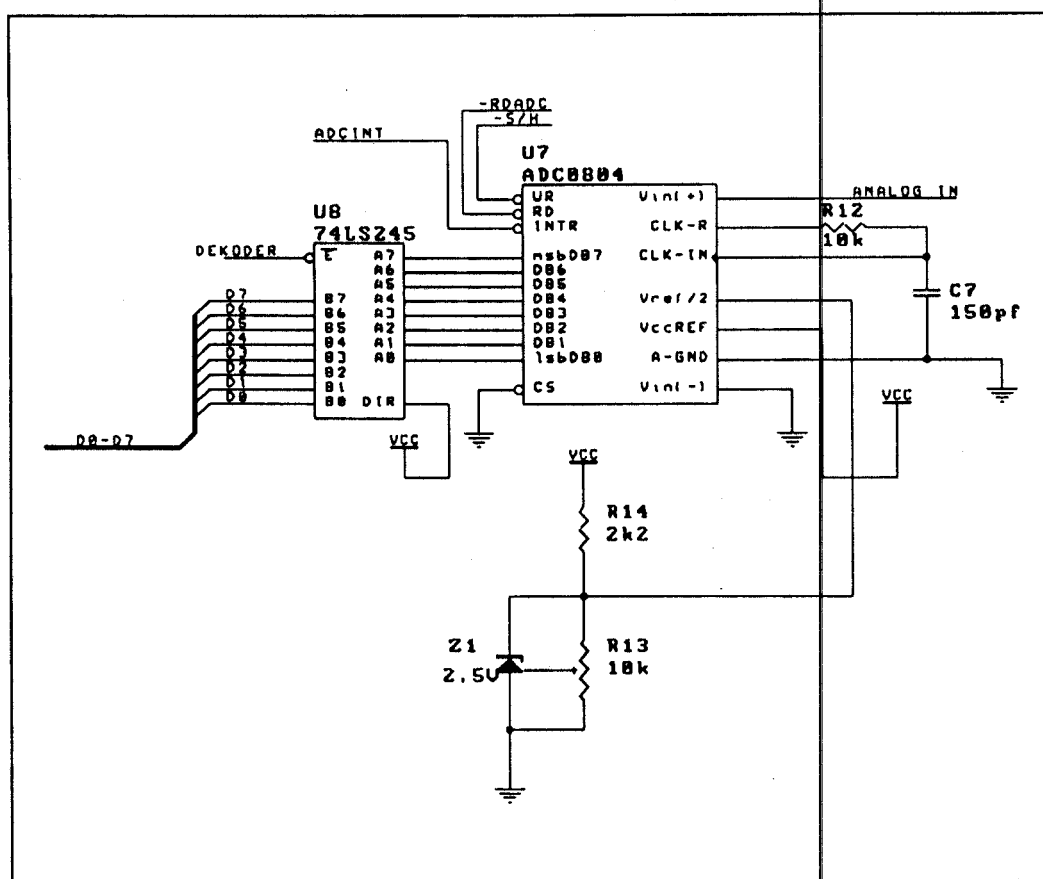 -RDADC
-S/H
ADCINT
U7
ADC0804
WR
RD
INTR
msbDB7
DB6
DB5
DB4
DB3
DB2
DB1
lsbDB0
CS
Vin(+)
CLK-R
CLK-IN
Vref/2
VccREF
A-GND
Vin(-)
ANALOG IN
R12
10k
C7
150pf
VCC
U8
74LS245
DEKODER
E
A7
A6
A5
A4
A3
A2
A1
A0
DIR
B7
B6
B5
B4
B3
B2
B1
B0
D7
D6
D5
D4
D3
D2
D1
D0
D0-D7
VCC
VCC
R14
2k2
Z1
2.5V
R13
10k